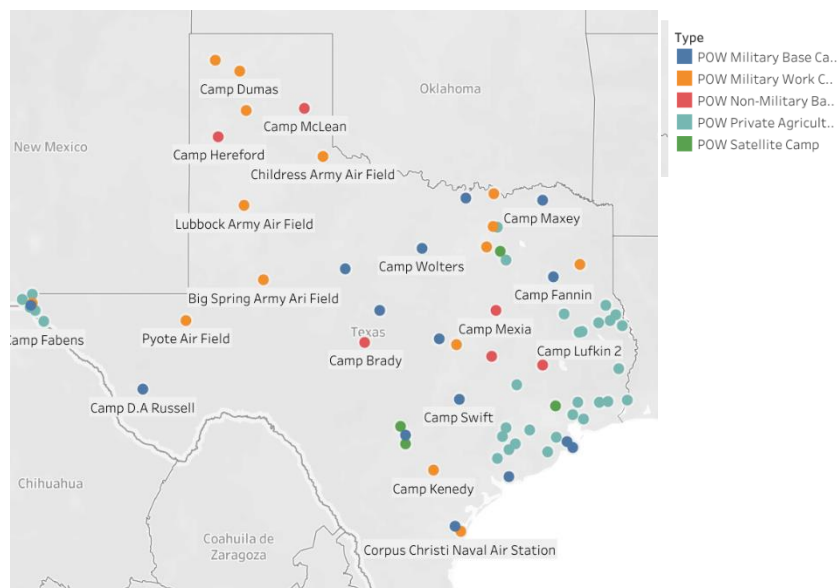 Type
POW Military Base Ca..
POW Military Work C...
POW Non-Military Ba..
POW Private Agricult..
POW Satellite Camp
Camp Dumas
Oklahoma
Camp McLean
New Mexico
Camp Hereford
Childress Army Air Field
Camp Maxey
Lubbock Army Air Field
Camp Wolters
Camp Fannin
Big Spring Army Ari Field
Camp Mexia
Texas
Camp Fabens
Pyote Air Field
Camp Brady
Camp Lufkin 2
Camp D.A Russell
Camp Swift
Chihuahua
Camp Kenedy
Coahuila de
Zaragoza
Corpus Christi Naval Air Station